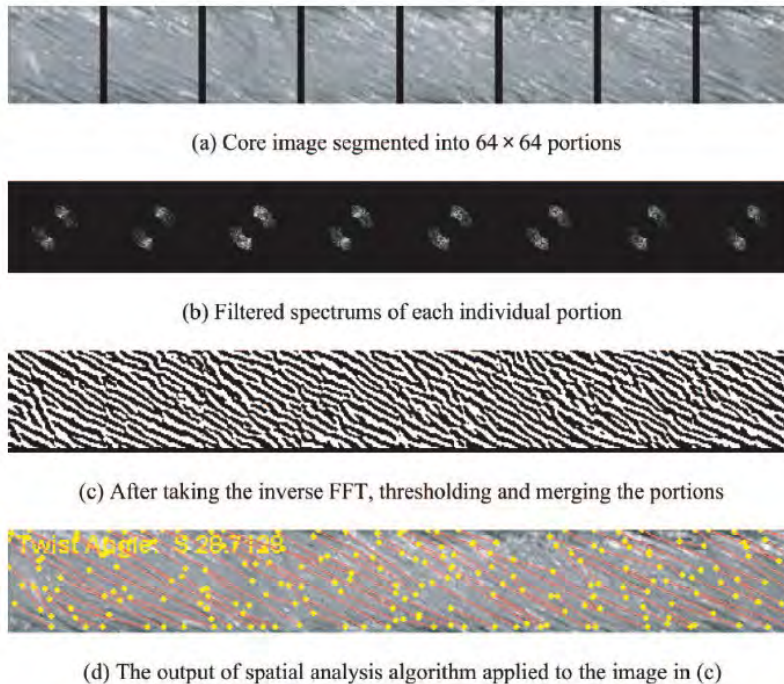 (a) Core image segmented into 64 × 64 portions
(b) Filtered spectrums of each individual portion
(c) After taking the inverse FFT, thresholding and merging the portions
Twist Angle: S 28.7129
(d) The output of spatial analysis algorithm applied to the image in (c)